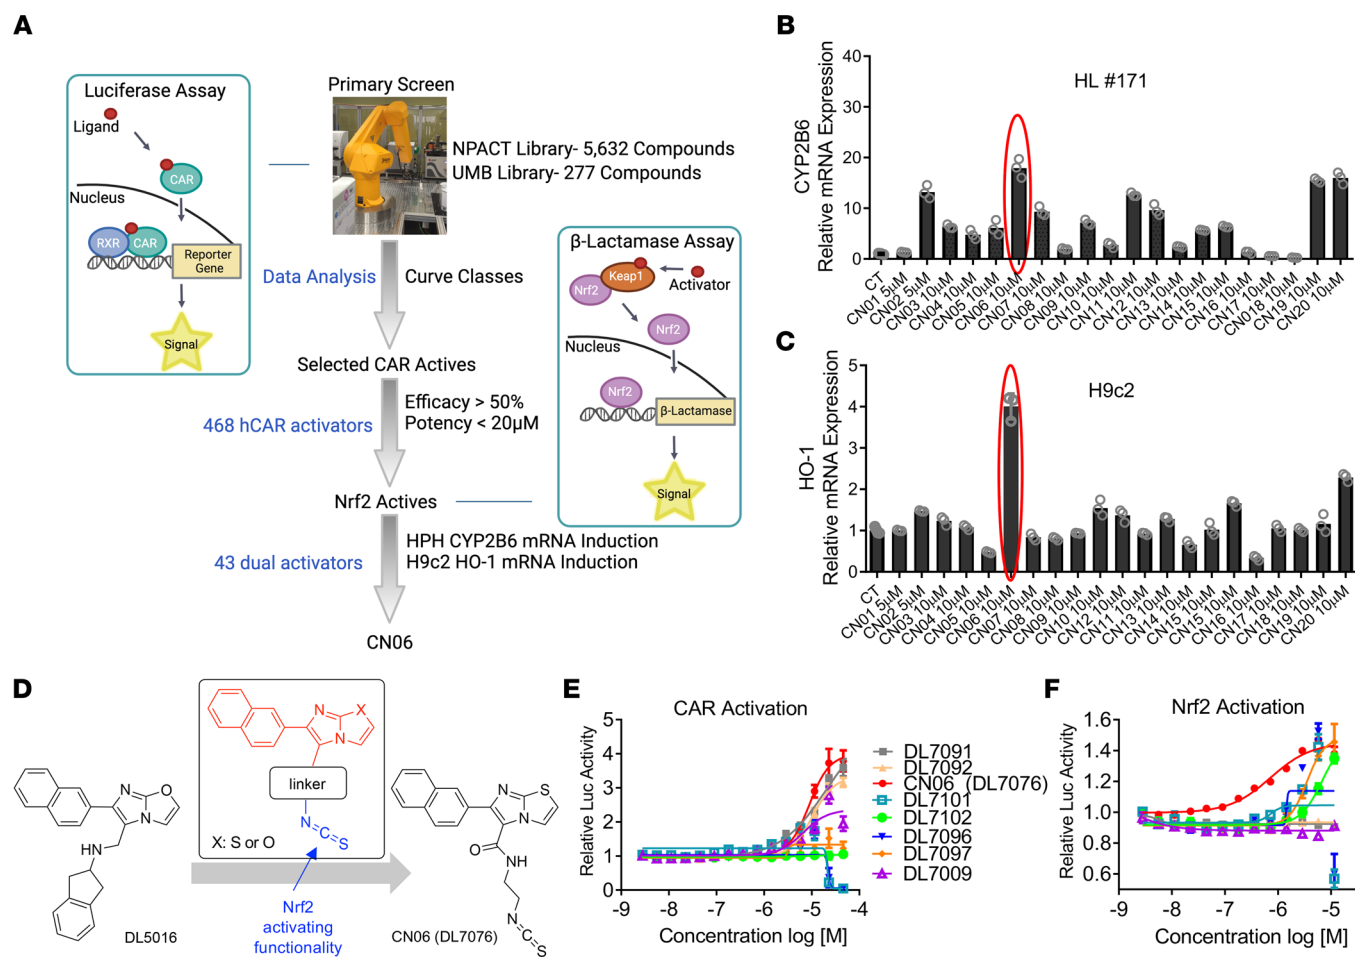 A
Luciferase Assay
Ligand
CAR
Nucleus
RXR
CAR
Reporter
Gene
Signal
Primary Screen
NPACT Library- 5,632 Compounds
UMB Library- 277 Compounds
Data Analysis
Curve Classes
Selected CAR Actives
468 hCAR activators
Efficacy > 50%
Potency < 20μM
Nrf2 Actives
43 dual activators
HPH CYP2B6 mRNA Induction
H9c2 HO-1 mRNA Induction
CN06
β-Lactamase Assay
Keap1
Nrf2
Activator
Nrf2
Nucleus
Nrf2
β-Lactamase
Signal
B
HL #171
CYP2B6
Relative mRNA Expression
40
30
20
10
0
CT
CN01 5μM
CN02 5μM
CN03 10μM
CN04 10μM
CN05 10μM
CN06 10μM
CN07 10μM
CN08 10μM
CN09 10μM
CN10 10μM
CN11 10μM
CN12 10μM
CN13 10μM
CN14 10μM
CN15 10μM
CN16 10μM
CN17 10μM
CN018 10μM
CN19 10μM
CN20 10μM
C
H9c2
HO-1
Relative mRNA Expression
5
4
3
2
1
0
CT
CN01 5μM
CN02 5μM
CN03 10μM
CN04 10μM
CN05 10μM
CN06 10μM
CN07 10μM
CN08 10μM
CN09 10μM
CN10 10μM
CN12 10μM
CN11 10μM
CN13 10μM
CN14 10μM
CN15 10μM
CN15 10μM
CN16 10μM
CN17 10μM
CN18 10μM
CN19 10μM
CN20 10μM
D
O
N
N
HN
DL5016
N
X
N
linker
N
C
S
X: S or O
Nrf2
activating
functionality
N
S
N
O
NH
N
C
S
CN06 (DL7076)
E
CAR Activation
Relative Luc Activity
5
4
3
2
1
0
-9
-8
-7
-6
-5
-4
Concentration log [M]
DL7091
DL7092
CN06 (DL7076)
DL7101
DL7102
DL7096
DL7097
DL7009
F
Nrf2 Activation
Relative Luc Activity
1.6
1.4
1.2
1.0
0.8
0.6
-9
-8
-7
-6
-5
Concentration log [M]